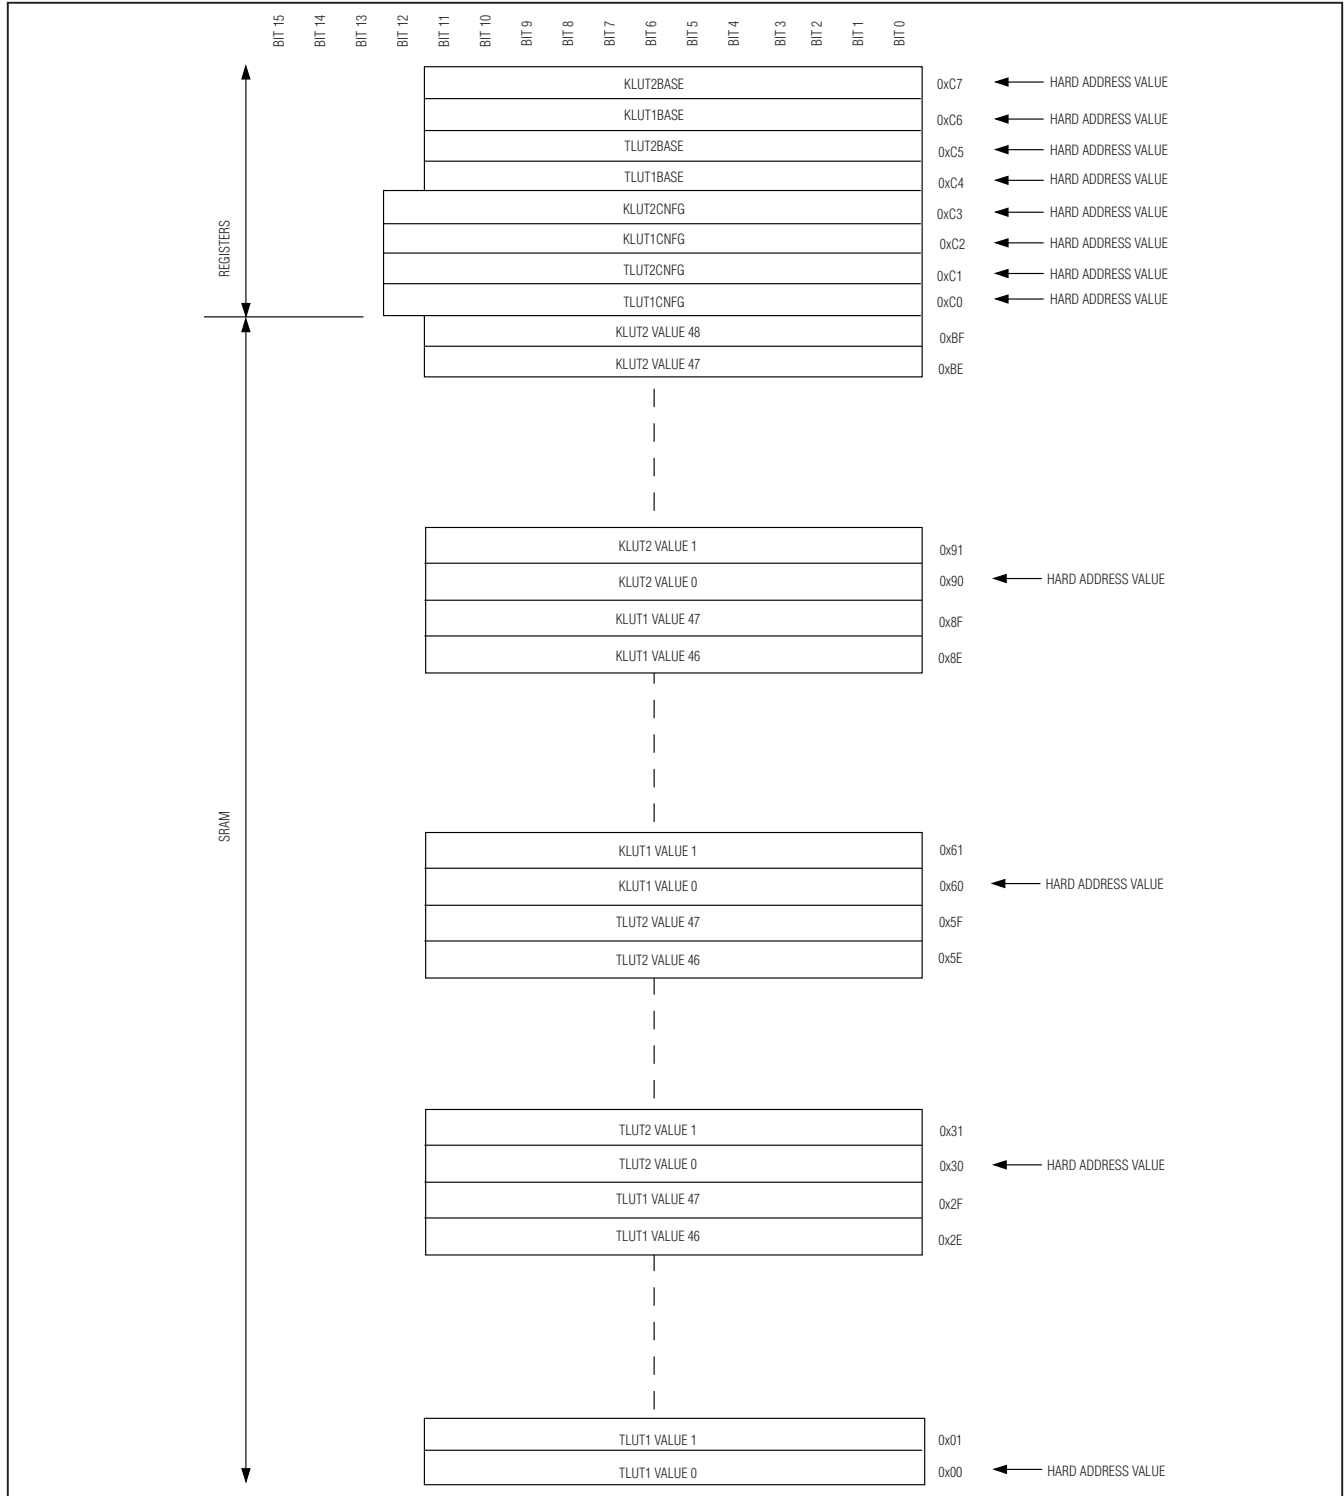 BIT 15 BIT 14 BIT 13 BIT 12 BIT 11 BIT 10 BIT 9 BIT 8 BIT 7 BIT 6 BIT 5 BIT 4 BIT 3 BIT 2 BIT 1 BIT 0
KLUT2BASE 0xC7 HARD ADDRESS VALUE
KLUT1BASE 0xC6 HARD ADDRESS VALUE
TLUT2BASE 0xC5 HARD ADDRESS VALUE
TLUT1BASE 0xC4 HARD ADDRESS VALUE
KLUT2CNFG 0xC3 HARD ADDRESS VALUE
REGISTERS
KLUT1CNFG 0xC2 HARD ADDRESS VALUE
TLUT2CNFG 0xC1 HARD ADDRESS VALUE
TLUT1CNFG 0xC0 HARD ADDRESS VALUE
KLUT2 VALUE 48 0xBF
KLUT2 VALUE 47 0xBE
KLUT2 VALUE 1 0x91
KLUT2 VALUE 0 0x90 HARD ADDRESS VALUE
KLUT1 VALUE 47 0x8F
KLUT1 VALUE 46 0x8E
SRAM
KLUT1 VALUE 1 0x61
KLUT1 VALUE 0 0x60 HARD ADDRESS VALUE
TLUT2 VALUE 47 0x5F
TLUT2 VALUE 46 0x5E
TLUT2 VALUE 1 0x31
TLUT2 VALUE 0 0x30 HARD ADDRESS VALUE
TLUT1 VALUE 47 0x2F
TLUT1 VALUE 46 0x2E
TLUT1 VALUE 1 0x01
TLUT1 VALUE 0 0x00 HARD ADDRESS VALUE